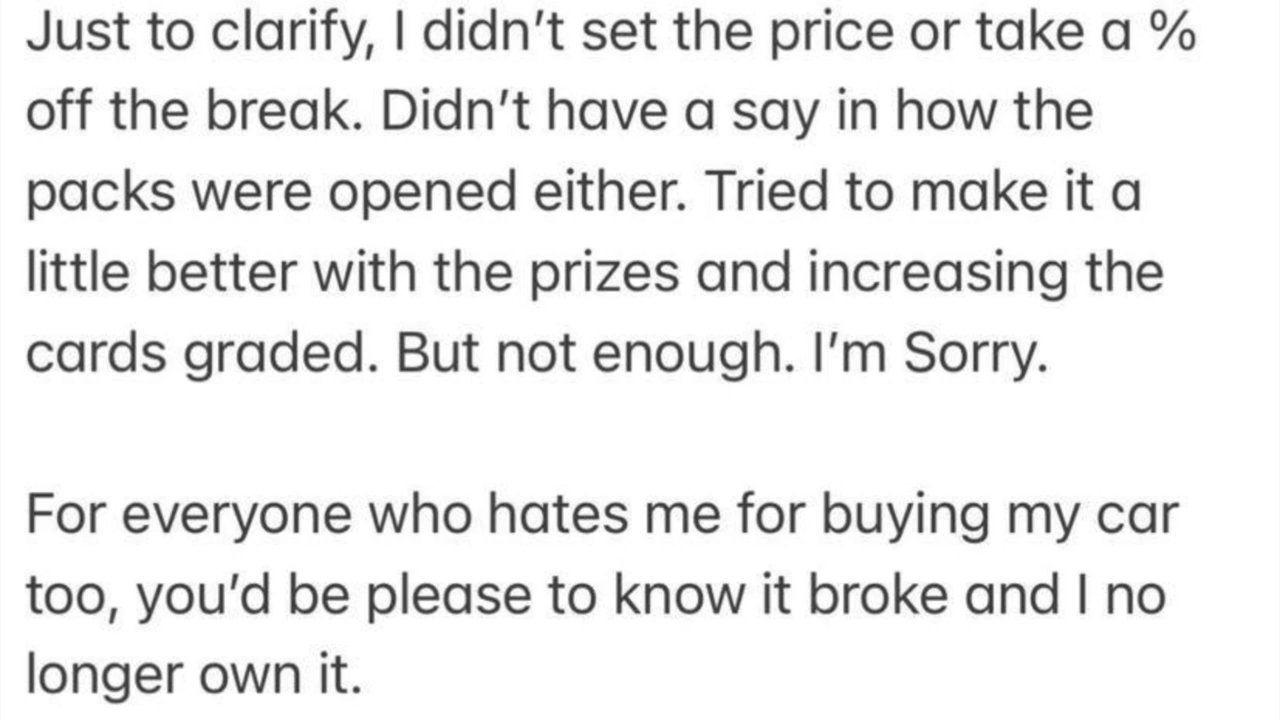 Just to clarify, I didn’t set the price or take a %
off the break. Didn’t have a say in how the
packs were opened either. Tried to make it a
little better with the prizes and increasing the
cards graded. But not enough. I’m Sorry.
For everyone who hates me for buying my car
too, you’d be please to know it broke and I no
longer own it.